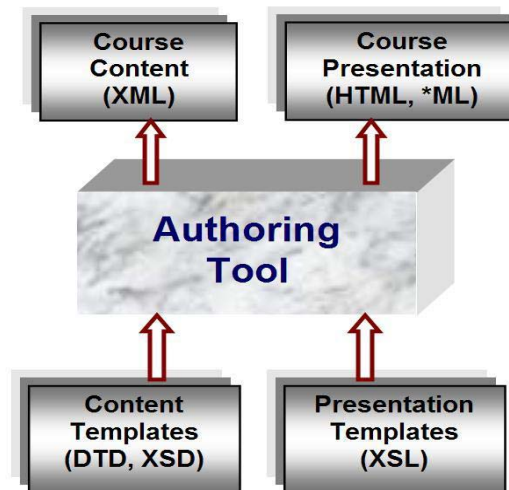 Course
Content
(XML)
Course
Presentation
(HTML, *ML)
Authoring
Tool
Content
Templates
(DTD, XSD)
Presentation
Templates
(XSL)